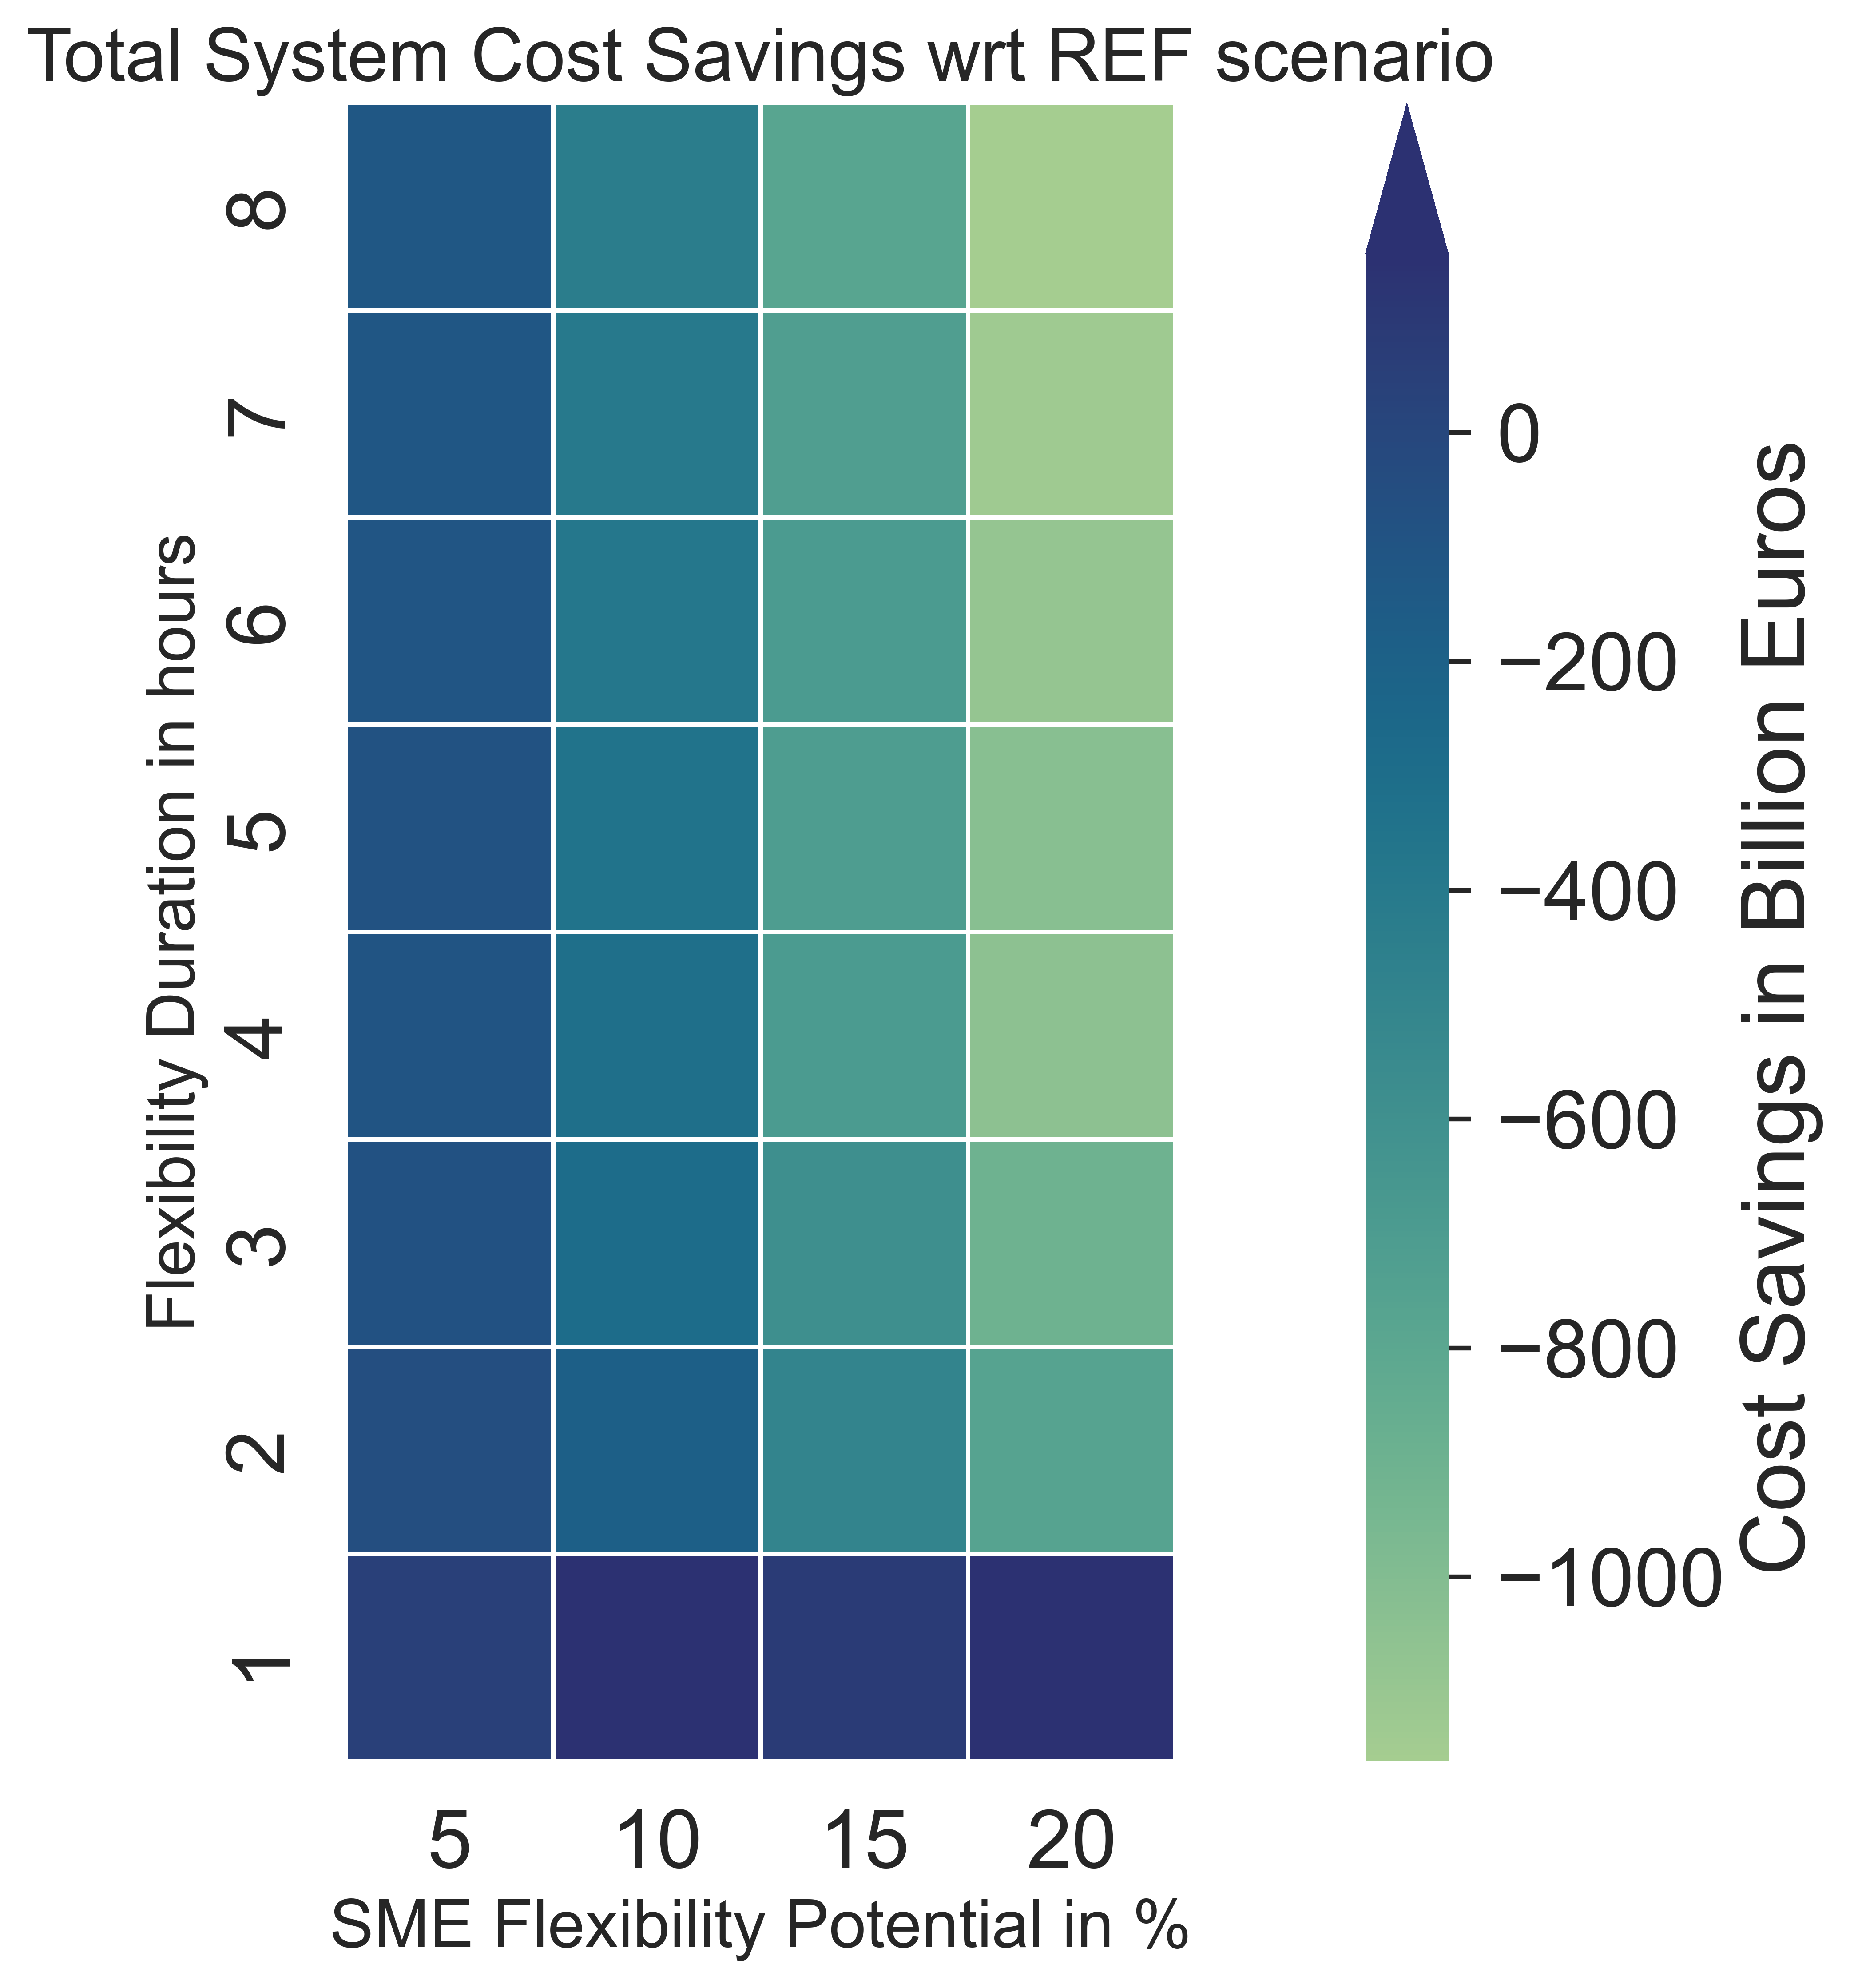 Total System Cost Savings wrt REF scenario
Flexibility Duration in hours
8
7
6
5
4
3
2
1
5 10 15 20
SME Flexibility Potential in %
0
−200
−400
−600
−800
−1000
Cost Savings in Billion Euros